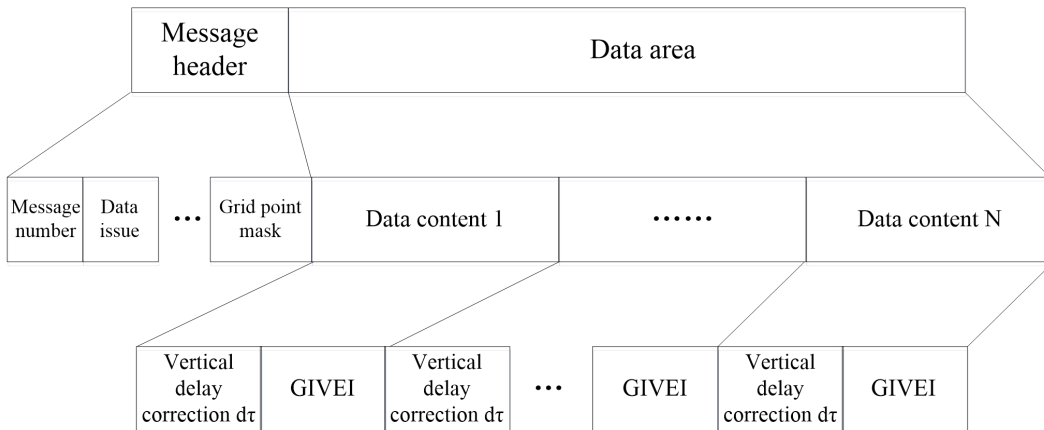 Message
header
Data area
Message
number
Data
issue
...
Grid point
mask
Data content 1
......
Data content N
Vertical
delay
correction dτ
GIVEI
Vertical
delay
correction dτ
...
GIVEI
Vertical
delay
correction dτ
GIVEI